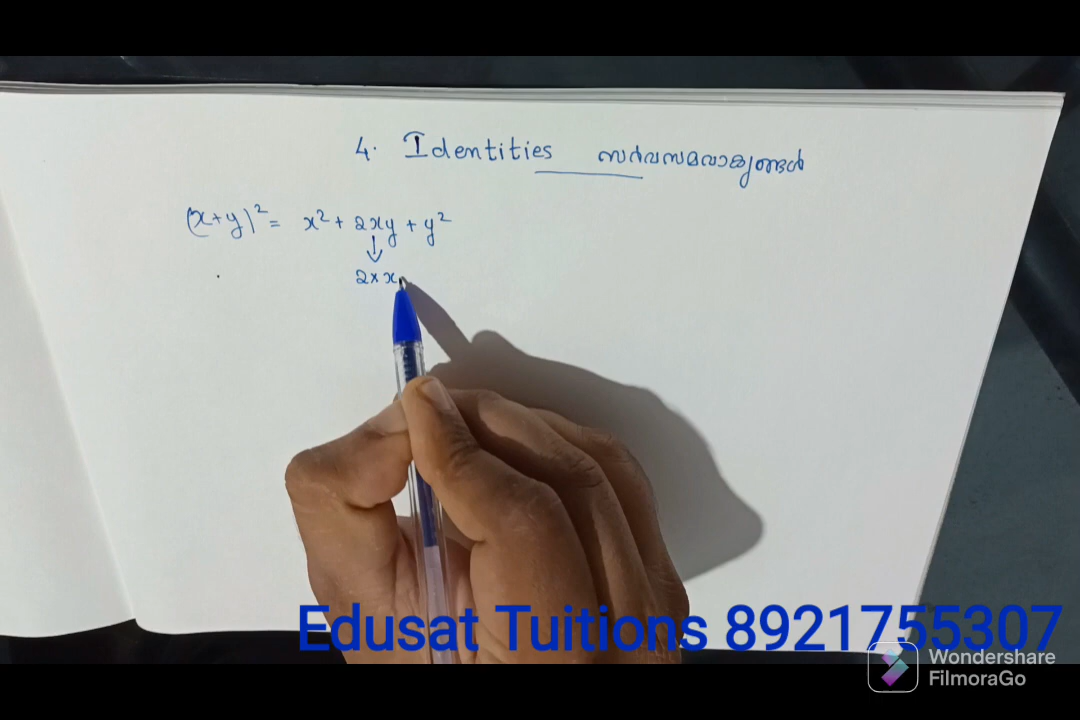 4. Identities സർവസമവാക്യങ്ങൾ
(x+y)² = x² + 2xy + y²
↓
2×x
Edusat Tuitions 8921755307
Wondershare
FilmoraGo